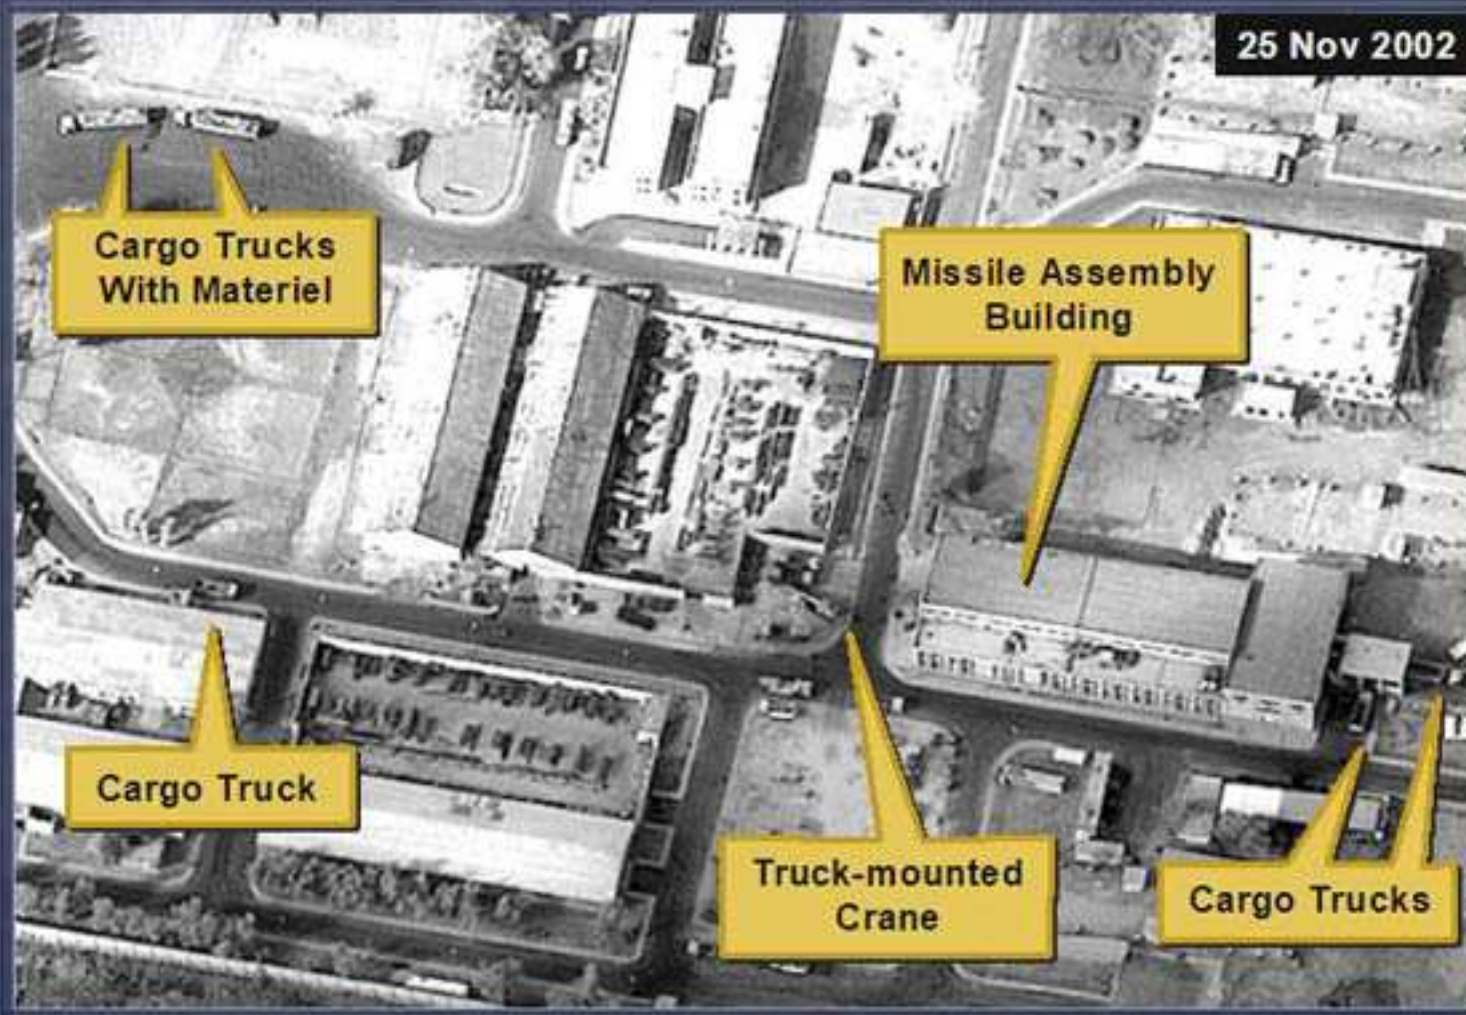 25 Nov 2002
Cargo Trucks
With Materiel
Missile Assembly
Building
Cargo Truck
Truck-mounted
Crane
Cargo Trucks